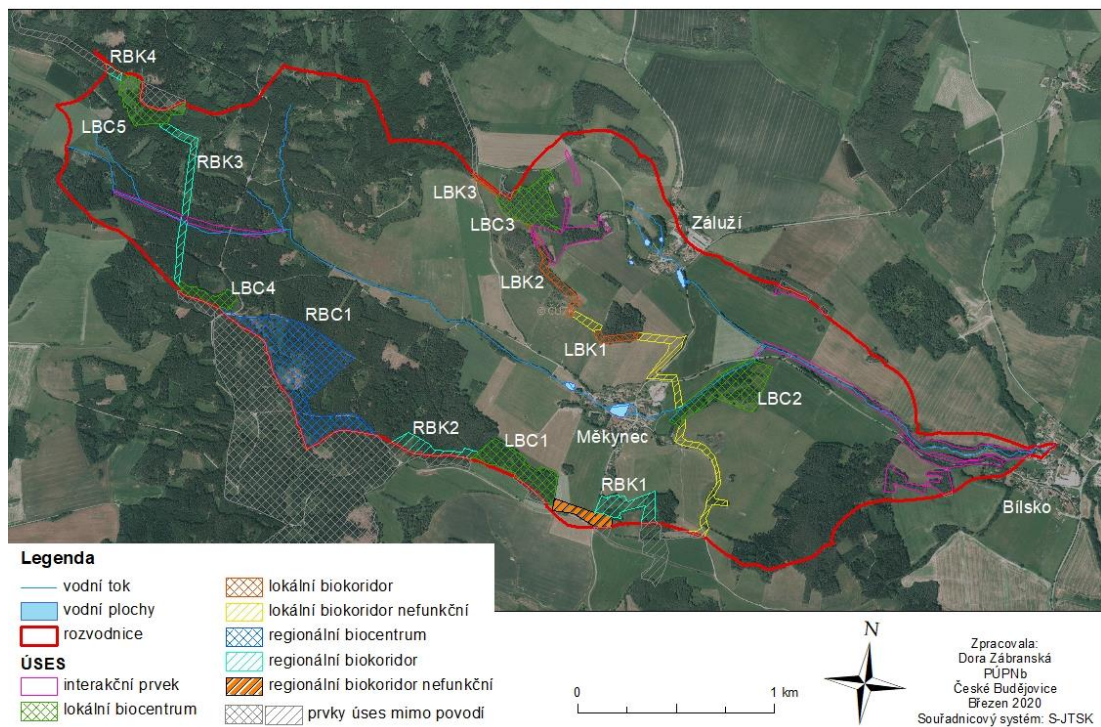 RBK4
LBC5
RBK3
LBK3
LBC3
Záluží
LBK2
LBC4
RBC1
LBK1
LBC2
RBK2
LBC1
Měkynec
RBK1
Bílsko
Legenda
vodní tok
vodní plochy
rozvodnice
ÚSES
interakční prvek
lokální biocentrum
lokální biokoridor
lokální biokoridor nefunkční
regionální biocentrum
regionální biokoridor
regionální biokoridor nefunkční
prvky úses mimo povodí
N
0 1 km
Zpracovala:
Dora Zábranská
PÚPNb
České Budějovice
Březen 2020
Souřadnicový systém: S-JTSK